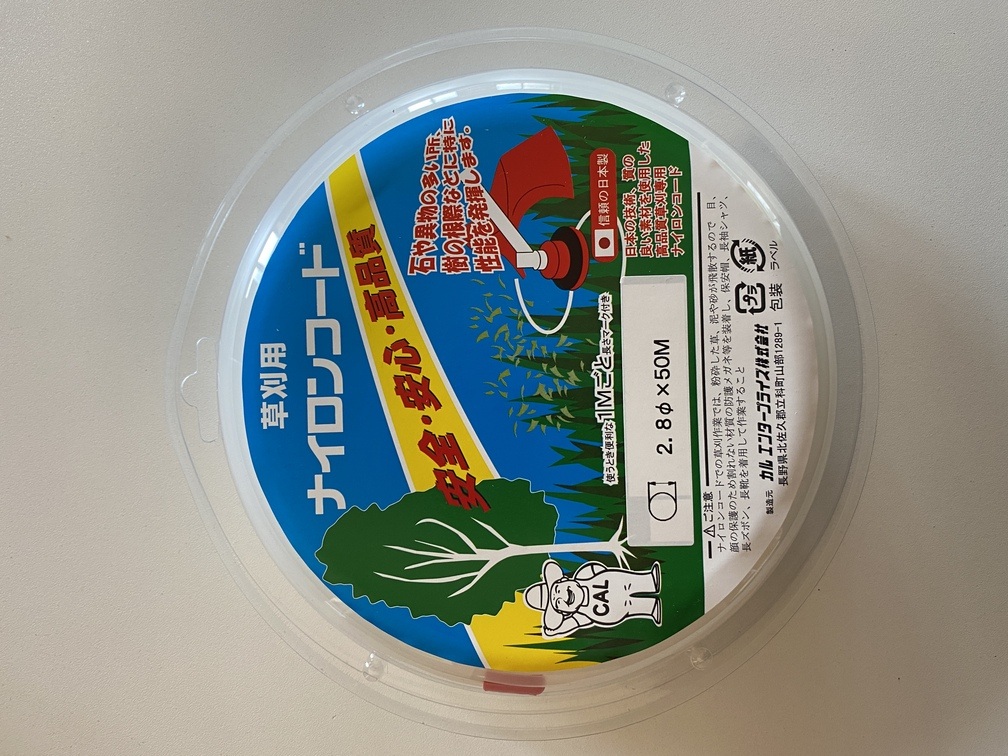 草刈用
ナイロンコード
安全・安心・高品質
石や異物の多い所、
樹の根際などに特に
性能を発揮します。
信頼の日本製
日本の技術、質の
良い素材を使用した
高品質草刈専用
ナイロンコード
使うとき便利な1Mごと長さマーク付き
2.8φ×50M
CAL
ご注意
ナイロンコードでの草刈作業では、粉砕した草、泥や砂が飛散するので、目、
顔の保護のため割れない材質の防護メガネ等を装着し、保安帽、長袖シャツ、
長ズボン、長靴を着用して作業すること
製造元 カル エンタープライズ株式会社
長野県北佐久郡立科町山部1289-1
プラ
包装
紙
ラベル